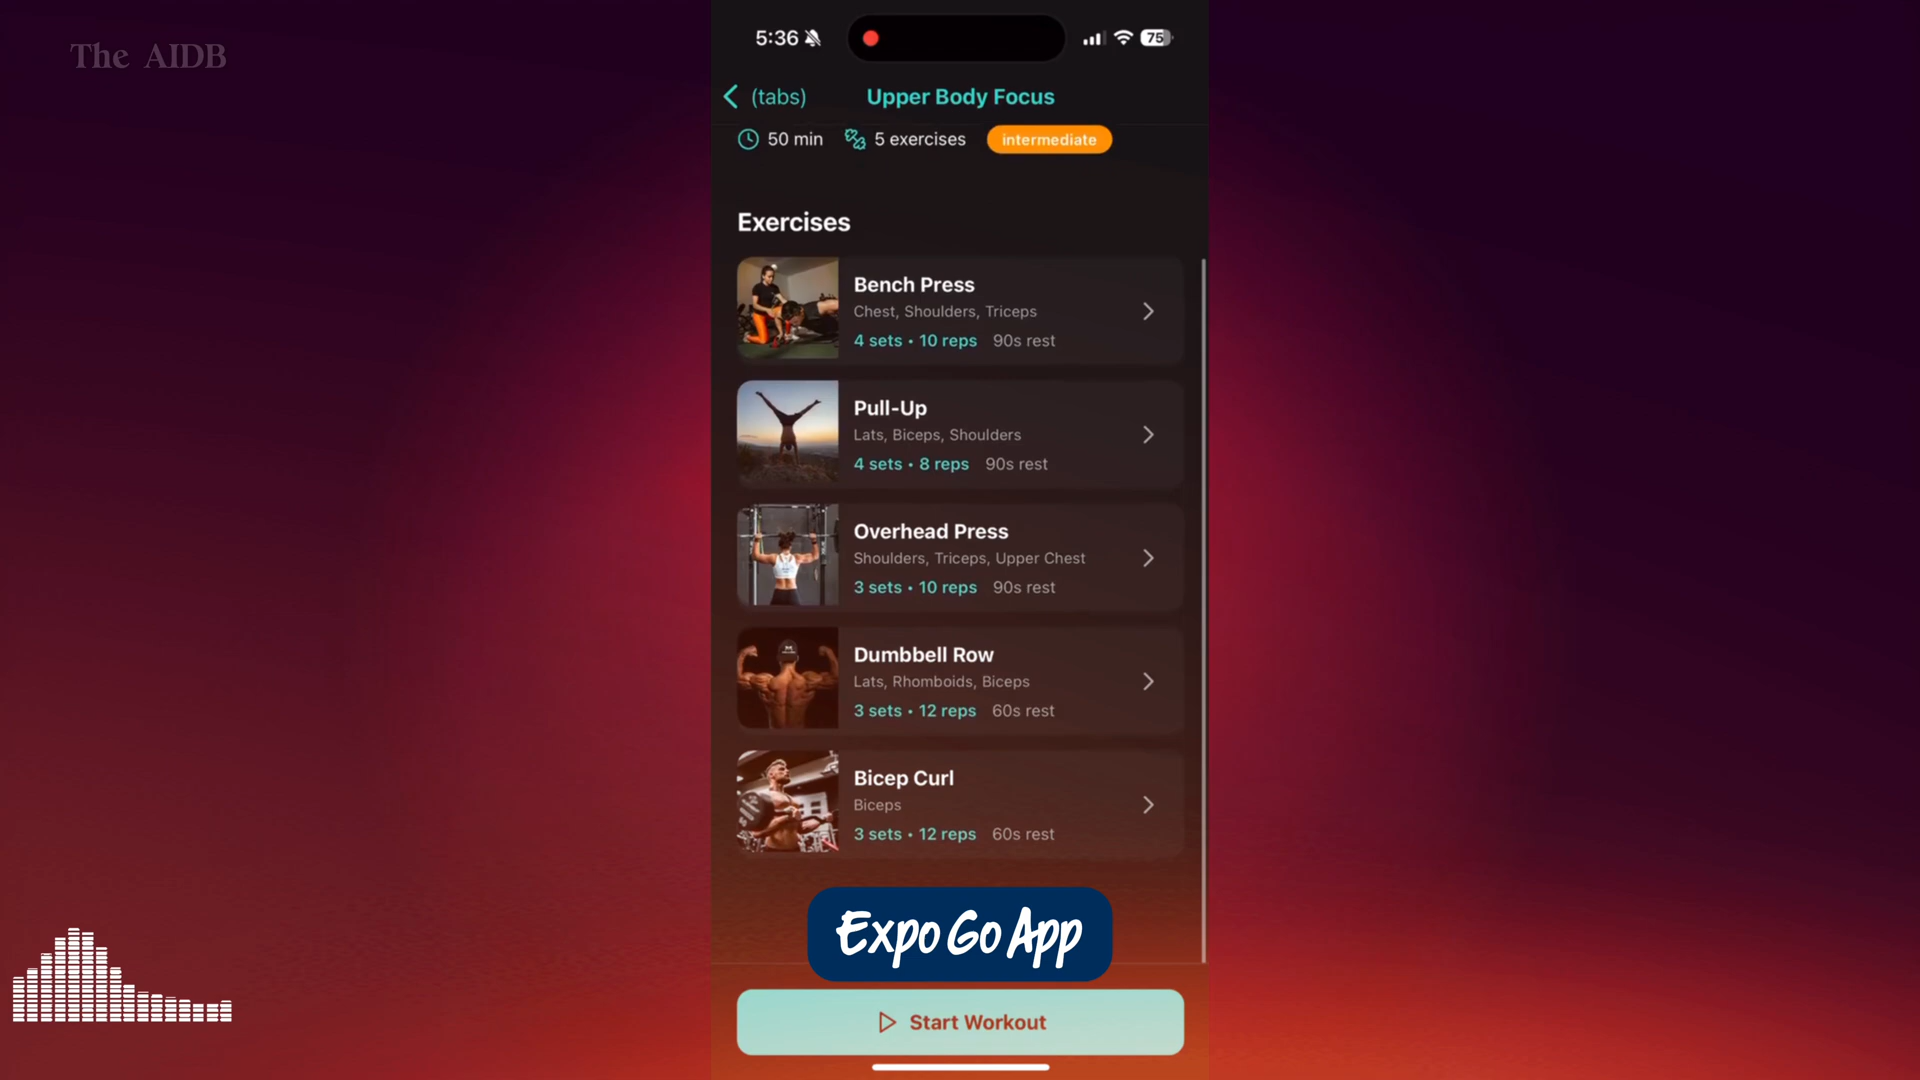 The AIDB
5:36
75
(tabs)
Upper Body Focus
50 min
5 exercises
intermediate
Exercises
Bench Press
Chest, Shoulders, Triceps
4 sets • 10 reps 90s rest
Pull-Up
Lats, Biceps, Shoulders
4 sets • 8 reps 90s rest
Overhead Press
Shoulders, Triceps, Upper Chest
3 sets • 10 reps 90s rest
Dumbbell Row
Lats, Rhomboids, Biceps
3 sets • 12 reps 60s rest
Bicep Curl
Biceps
3 sets • 12 reps 60s rest
Expo Go App
Start Workout